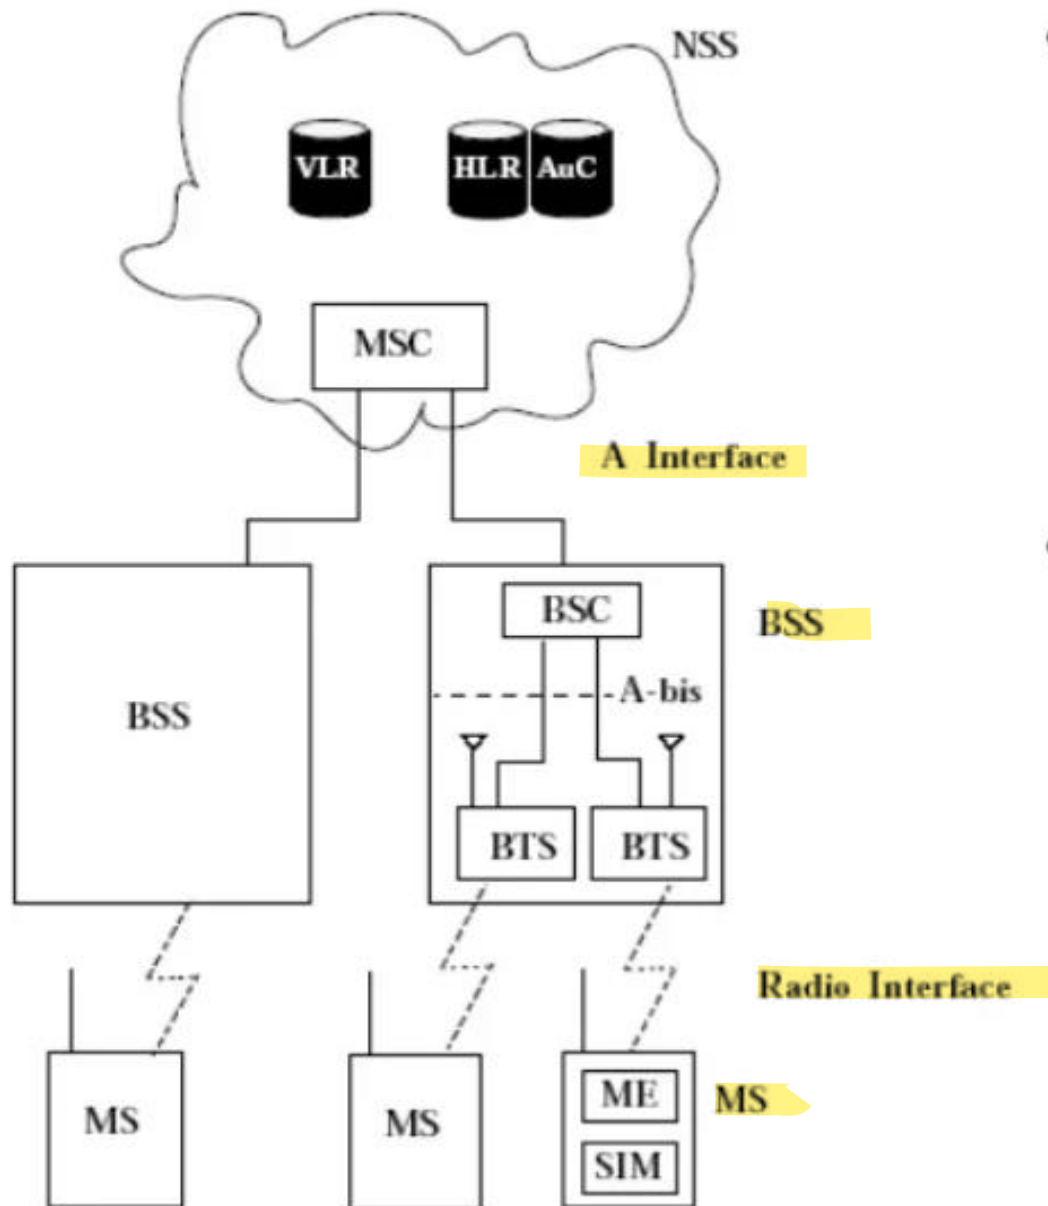 NSS
VLR HLR AuC
MSC
A Interface
BSC
BSS
A-bis
BSS
BTS BTS
Radio Interface
ME
MS
MS MS
SIM